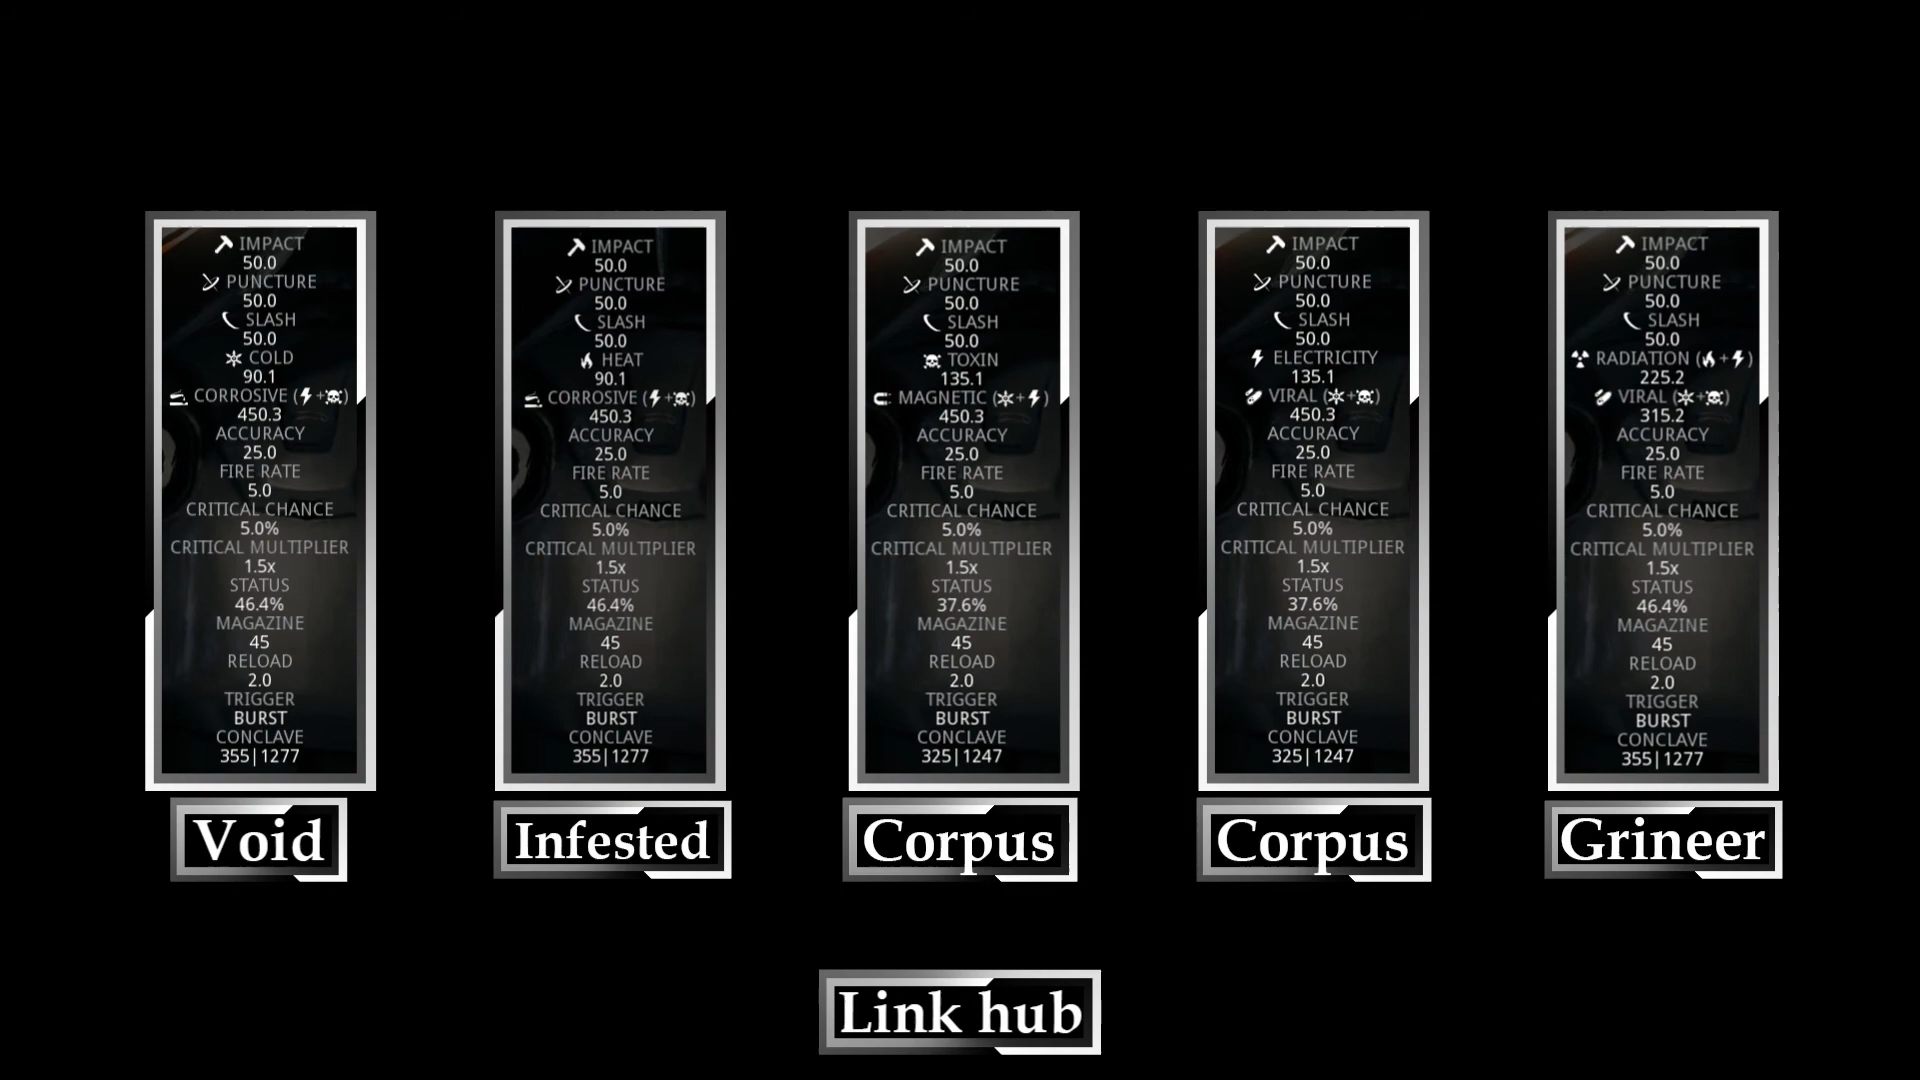 IMPACT
50.0
PUNCTURE
50.0
SLASH
50.0
COLD
90.1
CORROSIVE ( + )
450.3
ACCURACY
25.0
FIRE RATE
5.0
CRITICAL CHANCE
5.0%
CRITICAL MULTIPLIER
1.5x
STATUS
46.4%
MAGAZINE
45
RELOAD
2.0
TRIGGER
BURST
CONCLAVE
355|1277
Void
IMPACT
50.0
PUNCTURE
50.0
SLASH
50.0
HEAT
90.1
CORROSIVE ( + )
450.3
ACCURACY
25.0
FIRE RATE
5.0
CRITICAL CHANCE
5.0%
CRITICAL MULTIPLIER
1.5x
STATUS
46.4%
MAGAZINE
45
RELOAD
2.0
TRIGGER
BURST
CONCLAVE
355|1277
Infested
IMPACT
50.0
PUNCTURE
50.0
SLASH
50.0
TOXIN
135.1
MAGNETIC ( + )
450.3
ACCURACY
25.0
FIRE RATE
5.0
CRITICAL CHANCE
5.0%
CRITICAL MULTIPLIER
1.5x
STATUS
37.6%
MAGAZINE
45
RELOAD
2.0
TRIGGER
BURST
CONCLAVE
325|1247
Corpus
IMPACT
50.0
PUNCTURE
50.0
SLASH
50.0
ELECTRICITY
135.1
VIRAL ( + )
450.3
ACCURACY
25.0
FIRE RATE
5.0
CRITICAL CHANCE
5.0%
CRITICAL MULTIPLIER
1.5x
STATUS
37.6%
MAGAZINE
45
RELOAD
2.0
TRIGGER
BURST
CONCLAVE
325|1247
Corpus
IMPACT
50.0
PUNCTURE
50.0
SLASH
50.0
RADIATION ( + )
225.2
VIRAL ( + )
315.2
ACCURACY
25.0
FIRE RATE
5.0
CRITICAL CHANCE
5.0%
CRITICAL MULTIPLIER
1.5x
STATUS
46.4%
MAGAZINE
45
RELOAD
2.0
TRIGGER
BURST
CONCLAVE
355|1277
Grineer
Link hub